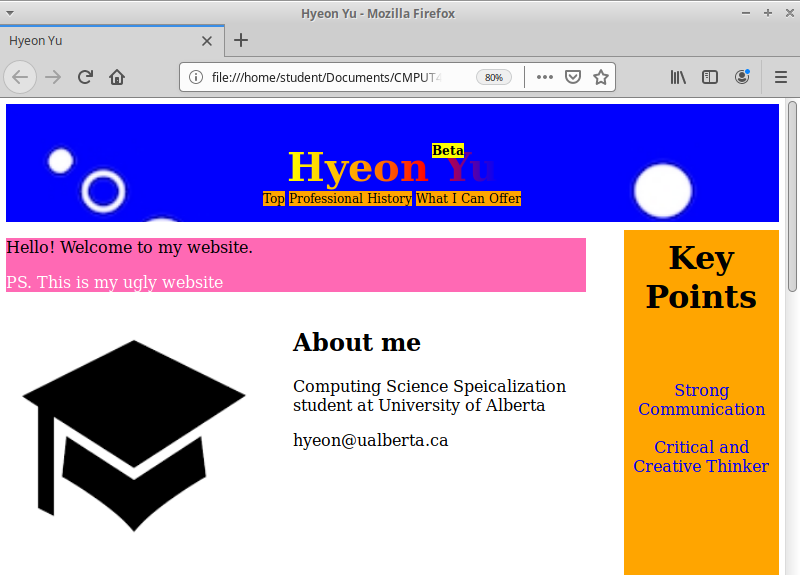 Hyeon Yu - Mozilla Firefox
Hyeon Yu
file:///home/student/Documents/CMPUT4
80%
Beta
Hyeon Yu
Top Professional History What I Can Offer
Hello! Welcome to my website.
PS. This is my ugly website
About me
Computing Science Speicalization
student at University of Alberta
hyeon@ualberta.ca
Key
Points
Strong
Communication
Critical and
Creative Thinker